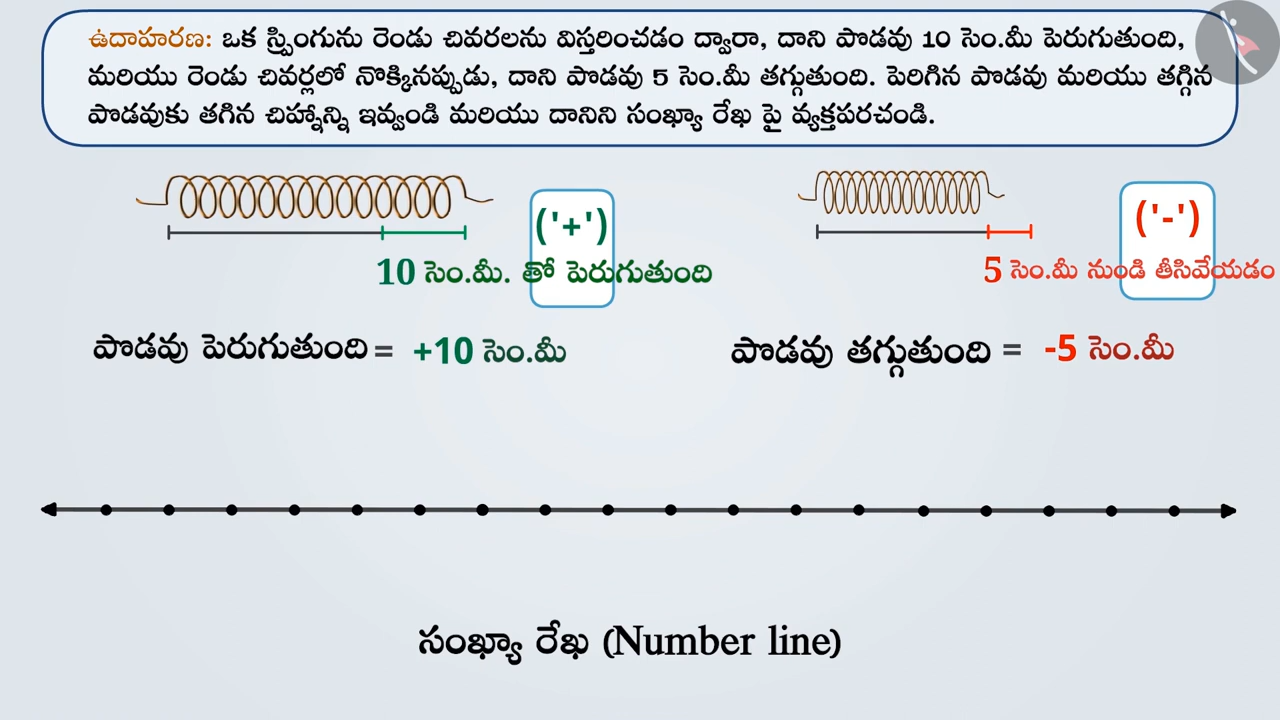 ఉదాహరణ: ఒక స్ప్రింగును రెండు చివరలను విస్తరించడం ద్వారా, దాని పొడవు 10 సెం.మీ పెరుగుతుంది,
మరియు రెండు చివర్లలో నొక్కినప్పుడు, దాని పొడవు 5 సెం.మీ తగ్గుతుంది. పెరిగిన పొడవు మరియు తగ్గిన
పొడవుకు తగిన చిహ్నాన్ని ఇవ్వండి మరియు దానిని సంఖ్యా రేఖ పై వ్యక్తపరచండి.
('+')
('-')
10 సెం.మీ. తో పెరుగుతుంది
5 సెం.మీ నుండి తీసివేయడం
పొడవు పెరుగుతుంది = +10 సెం.మీ
పొడవు తగ్గుతుంది = -5 సెం.మీ
సంఖ్యా రేఖ (Number line)